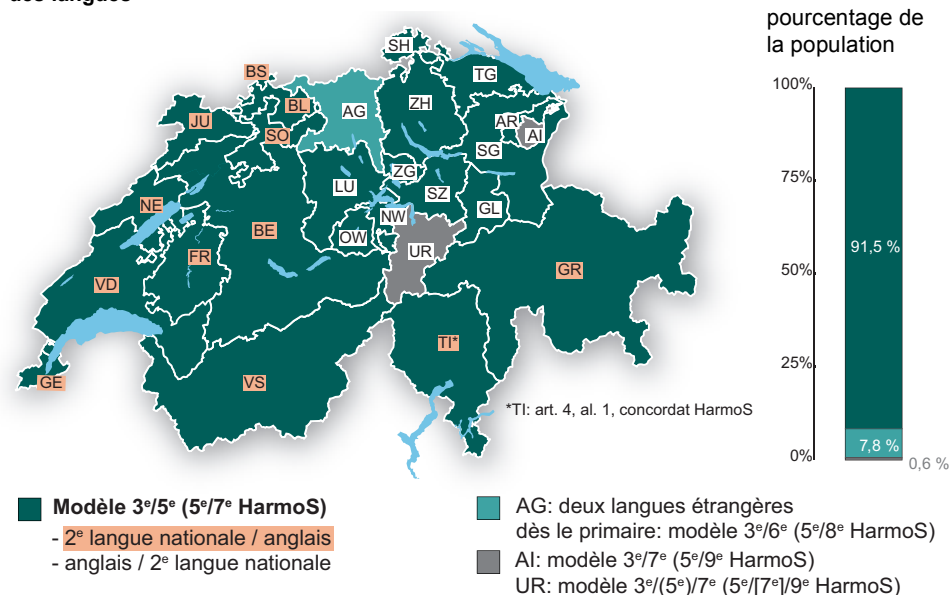 des langues
pourcentage de
la population
SH
BS
TG
BL
AG
ZH
JU
AR
AI
SO
SG
ZG
LU
SZ
NE
NW
GL
BE
OW
UR
FR
GR
VD
TI*
GE
VS
*TI: art. 4, al. 1, concordat HarmoS
100%
75%
91,5 %
50%
25%
7,8 %
0%
0,6 %
Modèle 3e/5e (5e/7e HarmoS)
- 2e langue nationale / anglais
- anglais / 2e langue nationale
AG: deux langues étrangères
dès le primaire: modèle 3e/6e (5e/8e HarmoS)
AI: modèle 3e/7e (5e/9e HarmoS)
UR: modèle 3e/(5e)/7e (5e/[7e]/9e HarmoS)